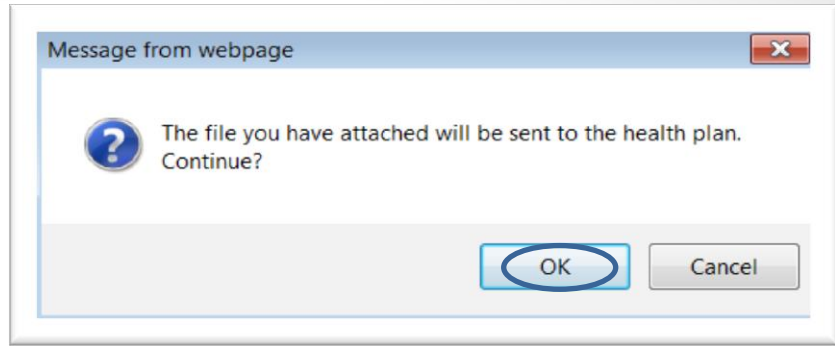 Message from webpage
The file you have attached will be sent to the health plan.
Continue?
OK
Cancel